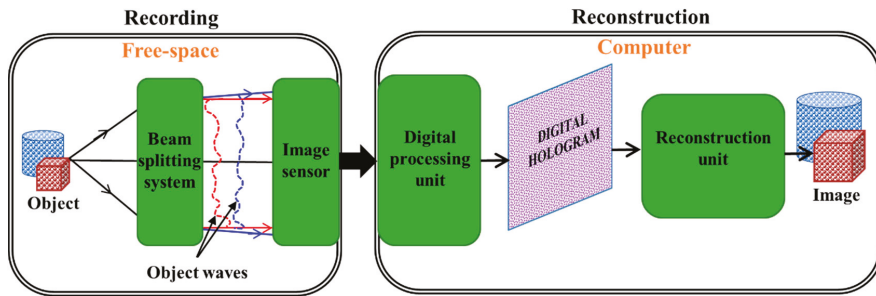 Recording
Reconstruction
Free-space
Computer
Object
Beam
splitting
system
Image
sensor
Object waves
Digital
processing
unit
DIGITAL
HOLOGRAM
Reconstruction
unit
Image